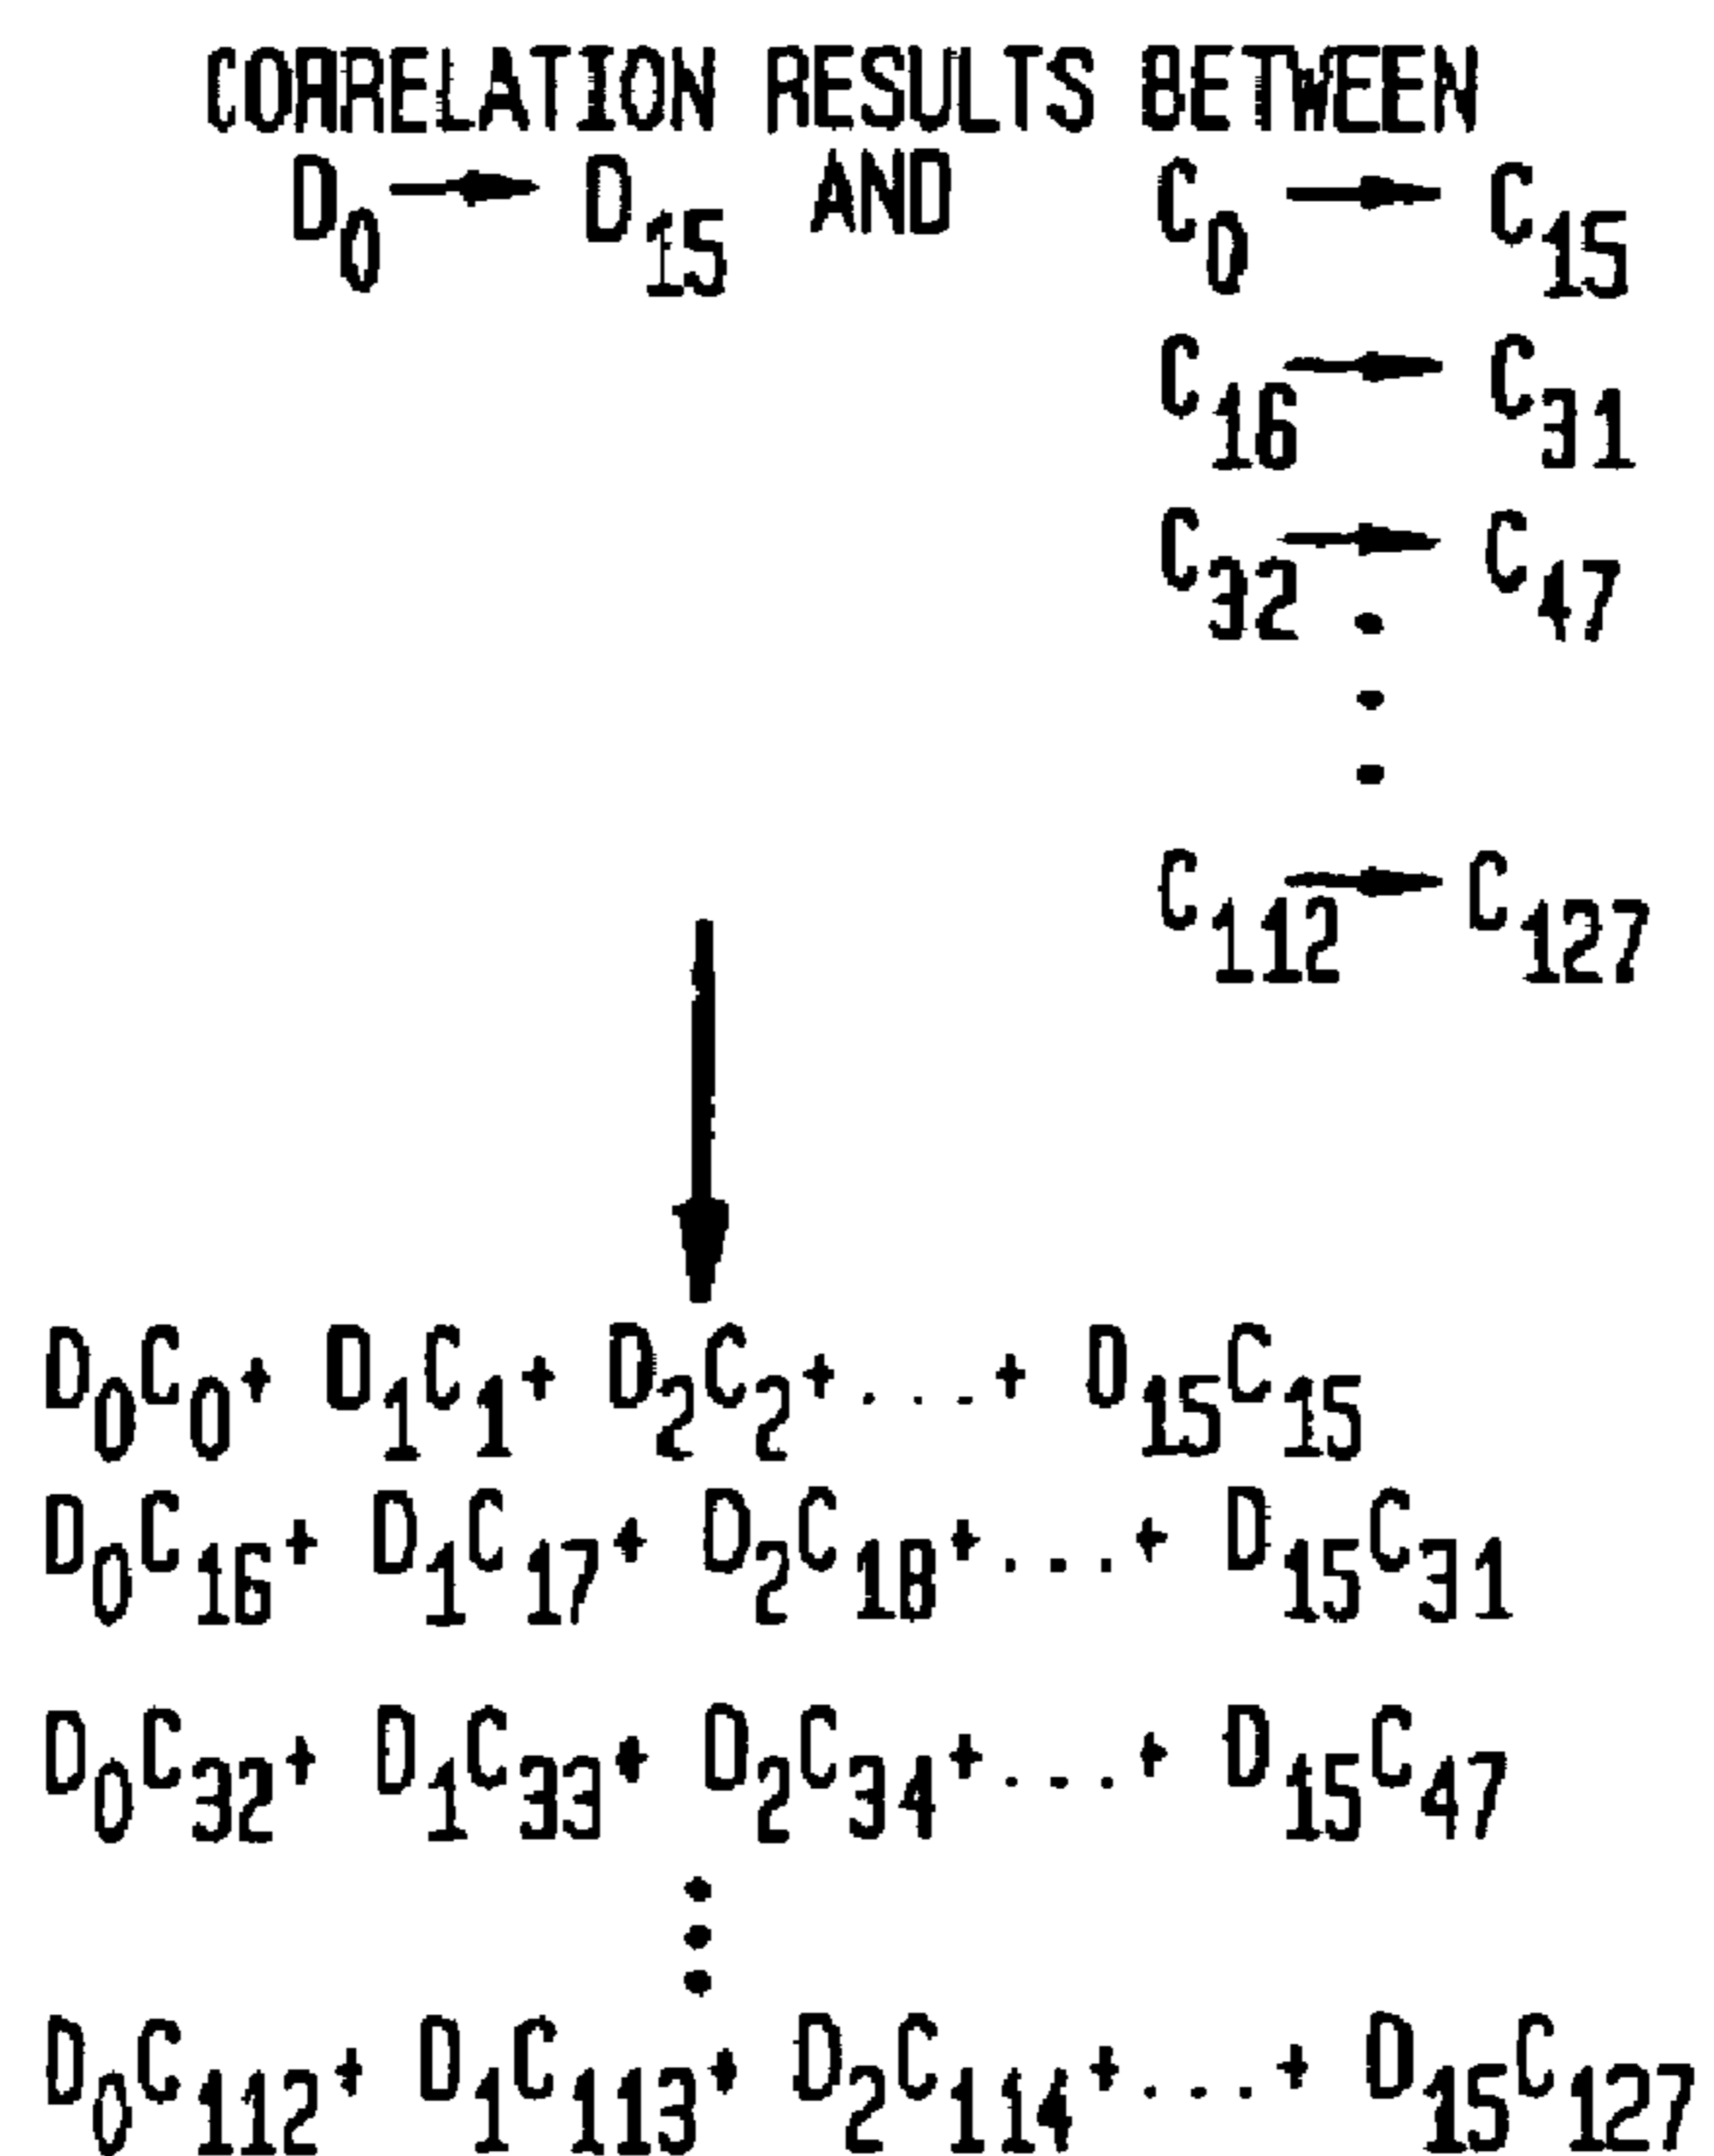 CORRELATION RESULTS BETWEEN
D₀ → D₁₅ AND C₀ → C₁₅
C₁₆ → C₃₁
C₃₂ → C₄₇
C₁₁₂ → C₁₂₇
D₀C₀+ D₁C₁+ D₂C₂+...+ D₁₅C₁₅
D₀C₁₆+ D₁C₁₇+ D₂C₁₈+...+ D₁₅C₃₁
D₀C₃₂+ D₁C₃₃+ D₂C₃₄+...+ D₁₅C₄₇
D₀C₁₁₂+ D₁C₁₁₃+ D₂C₁₁₄+...+ D₁₅C₁₂₇